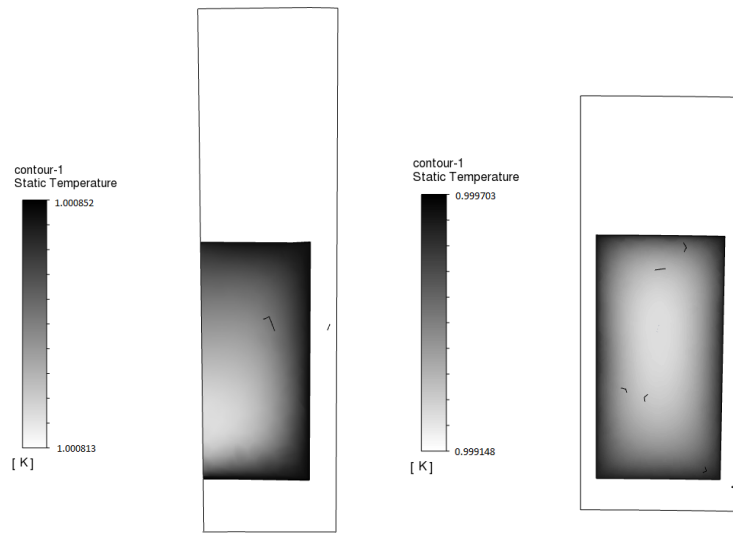 contour-1
Static Temperature
1.000852
1.000813
[ K]
contour-1
Static Temperature
0.999703
0.999148
[ K]